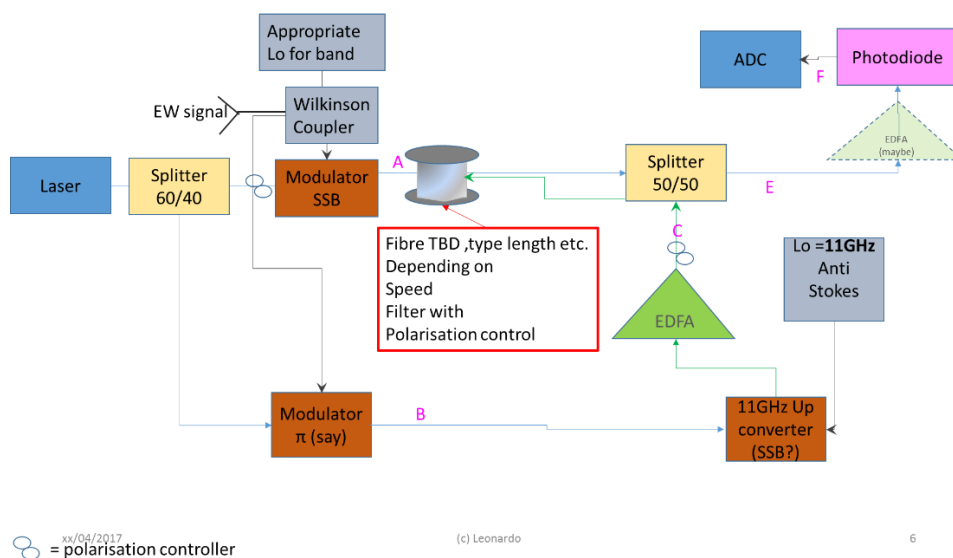 Appropriate
Lo for band
EW signal
Wilkinson
Coupler
ADC
F
Photodiode
EDFA
(maybe)
Laser
Splitter
60/40
Modulator
SSB
A
Splitter
50/50
E
Fibre TBD ,type length etc.
Depending on
Speed
Filter with
Polarisation control
C
Lo =11GHz
Anti
Stokes
EDFA
Modulator
π (say)
B
11GHz Up
converter
(SSB?)
xx/04/2017
(c) Leonardo
6
= polarisation controller